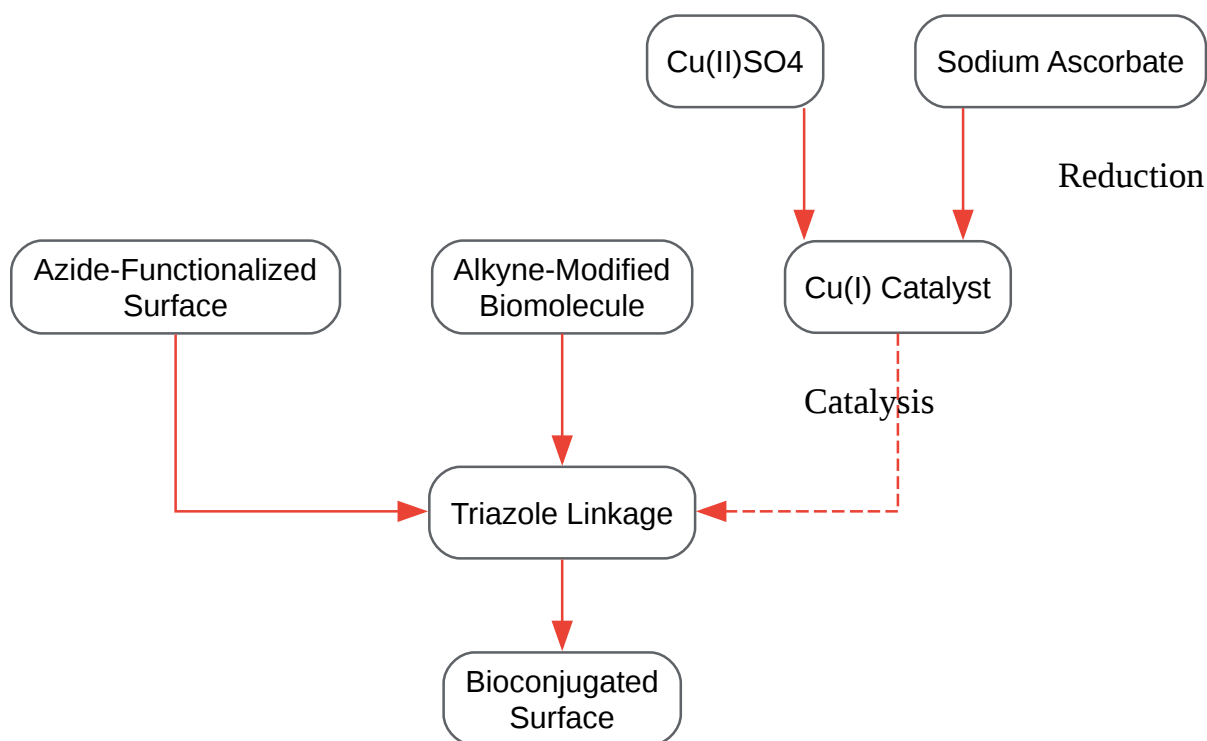 Cu(II)SO4
Sodium Ascorbate
Reduction
Azide-Functionalized
Surface
Alkyne-Modified
Biomolecule
Cu(I) Catalyst
Catalysis
Triazole Linkage
Bioconjugated
Surface